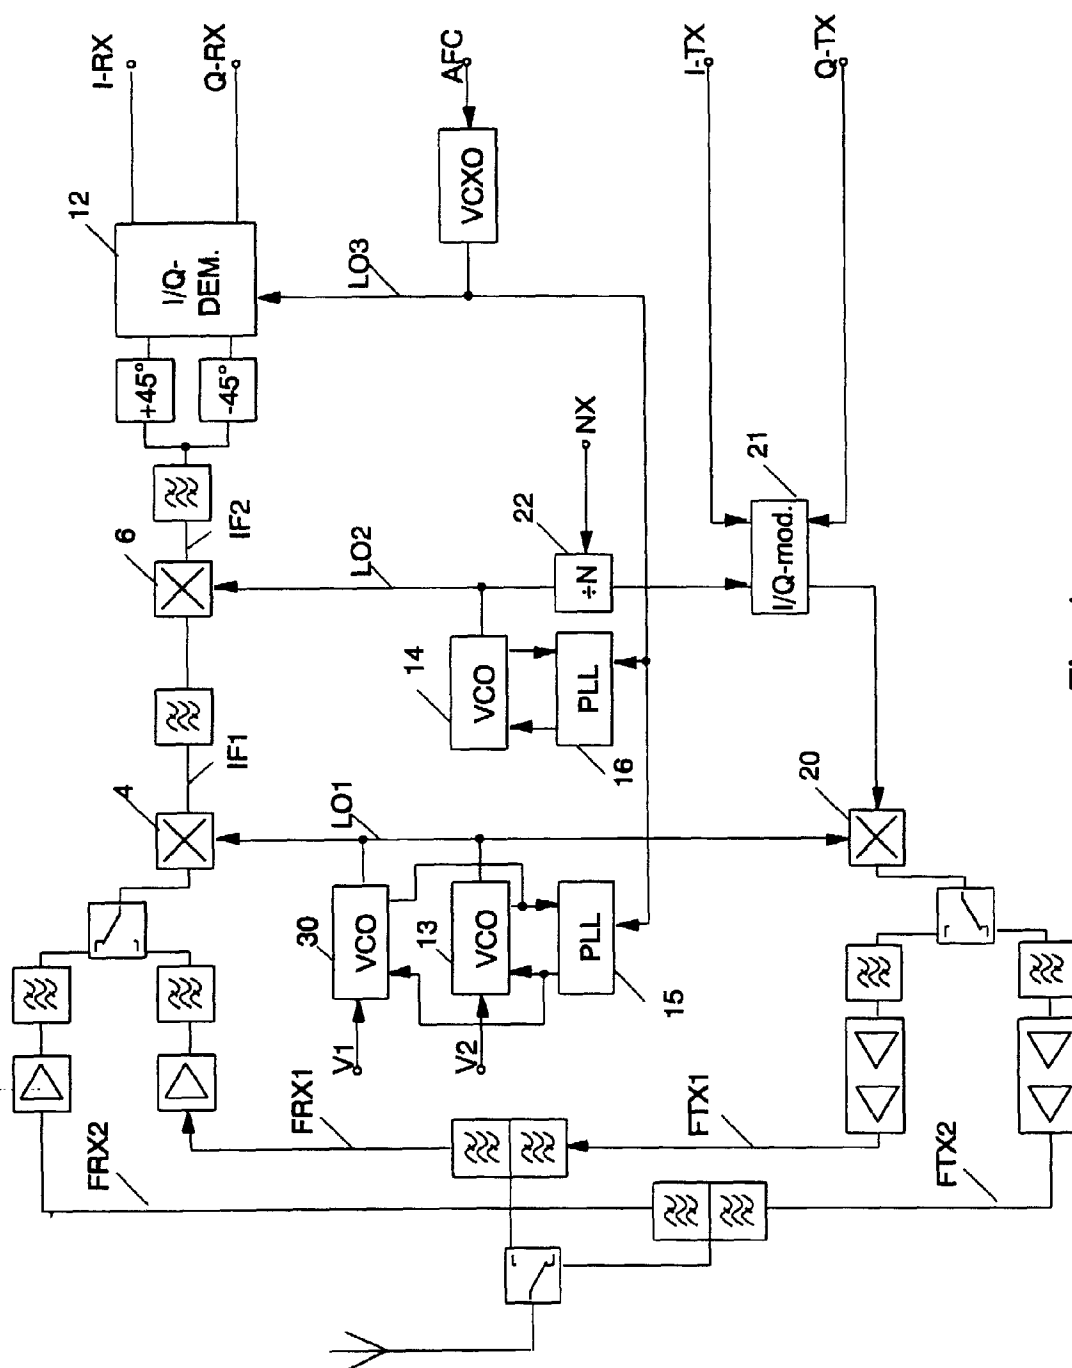 I-RX
Q-RX
AFC
I-TX
Q-TX
12
I/Q-
DEM.
VCXO
LO3
+45°
-45°
NX
21
6
IF2
LO2
22
÷N
I/Q-mod.
14
VCO
PLL
16
IF1
4
LO1
20
30
VCO
13
VCO
PLL
15
V1
V2
FRX1
FTX1
FRX2
FTX2